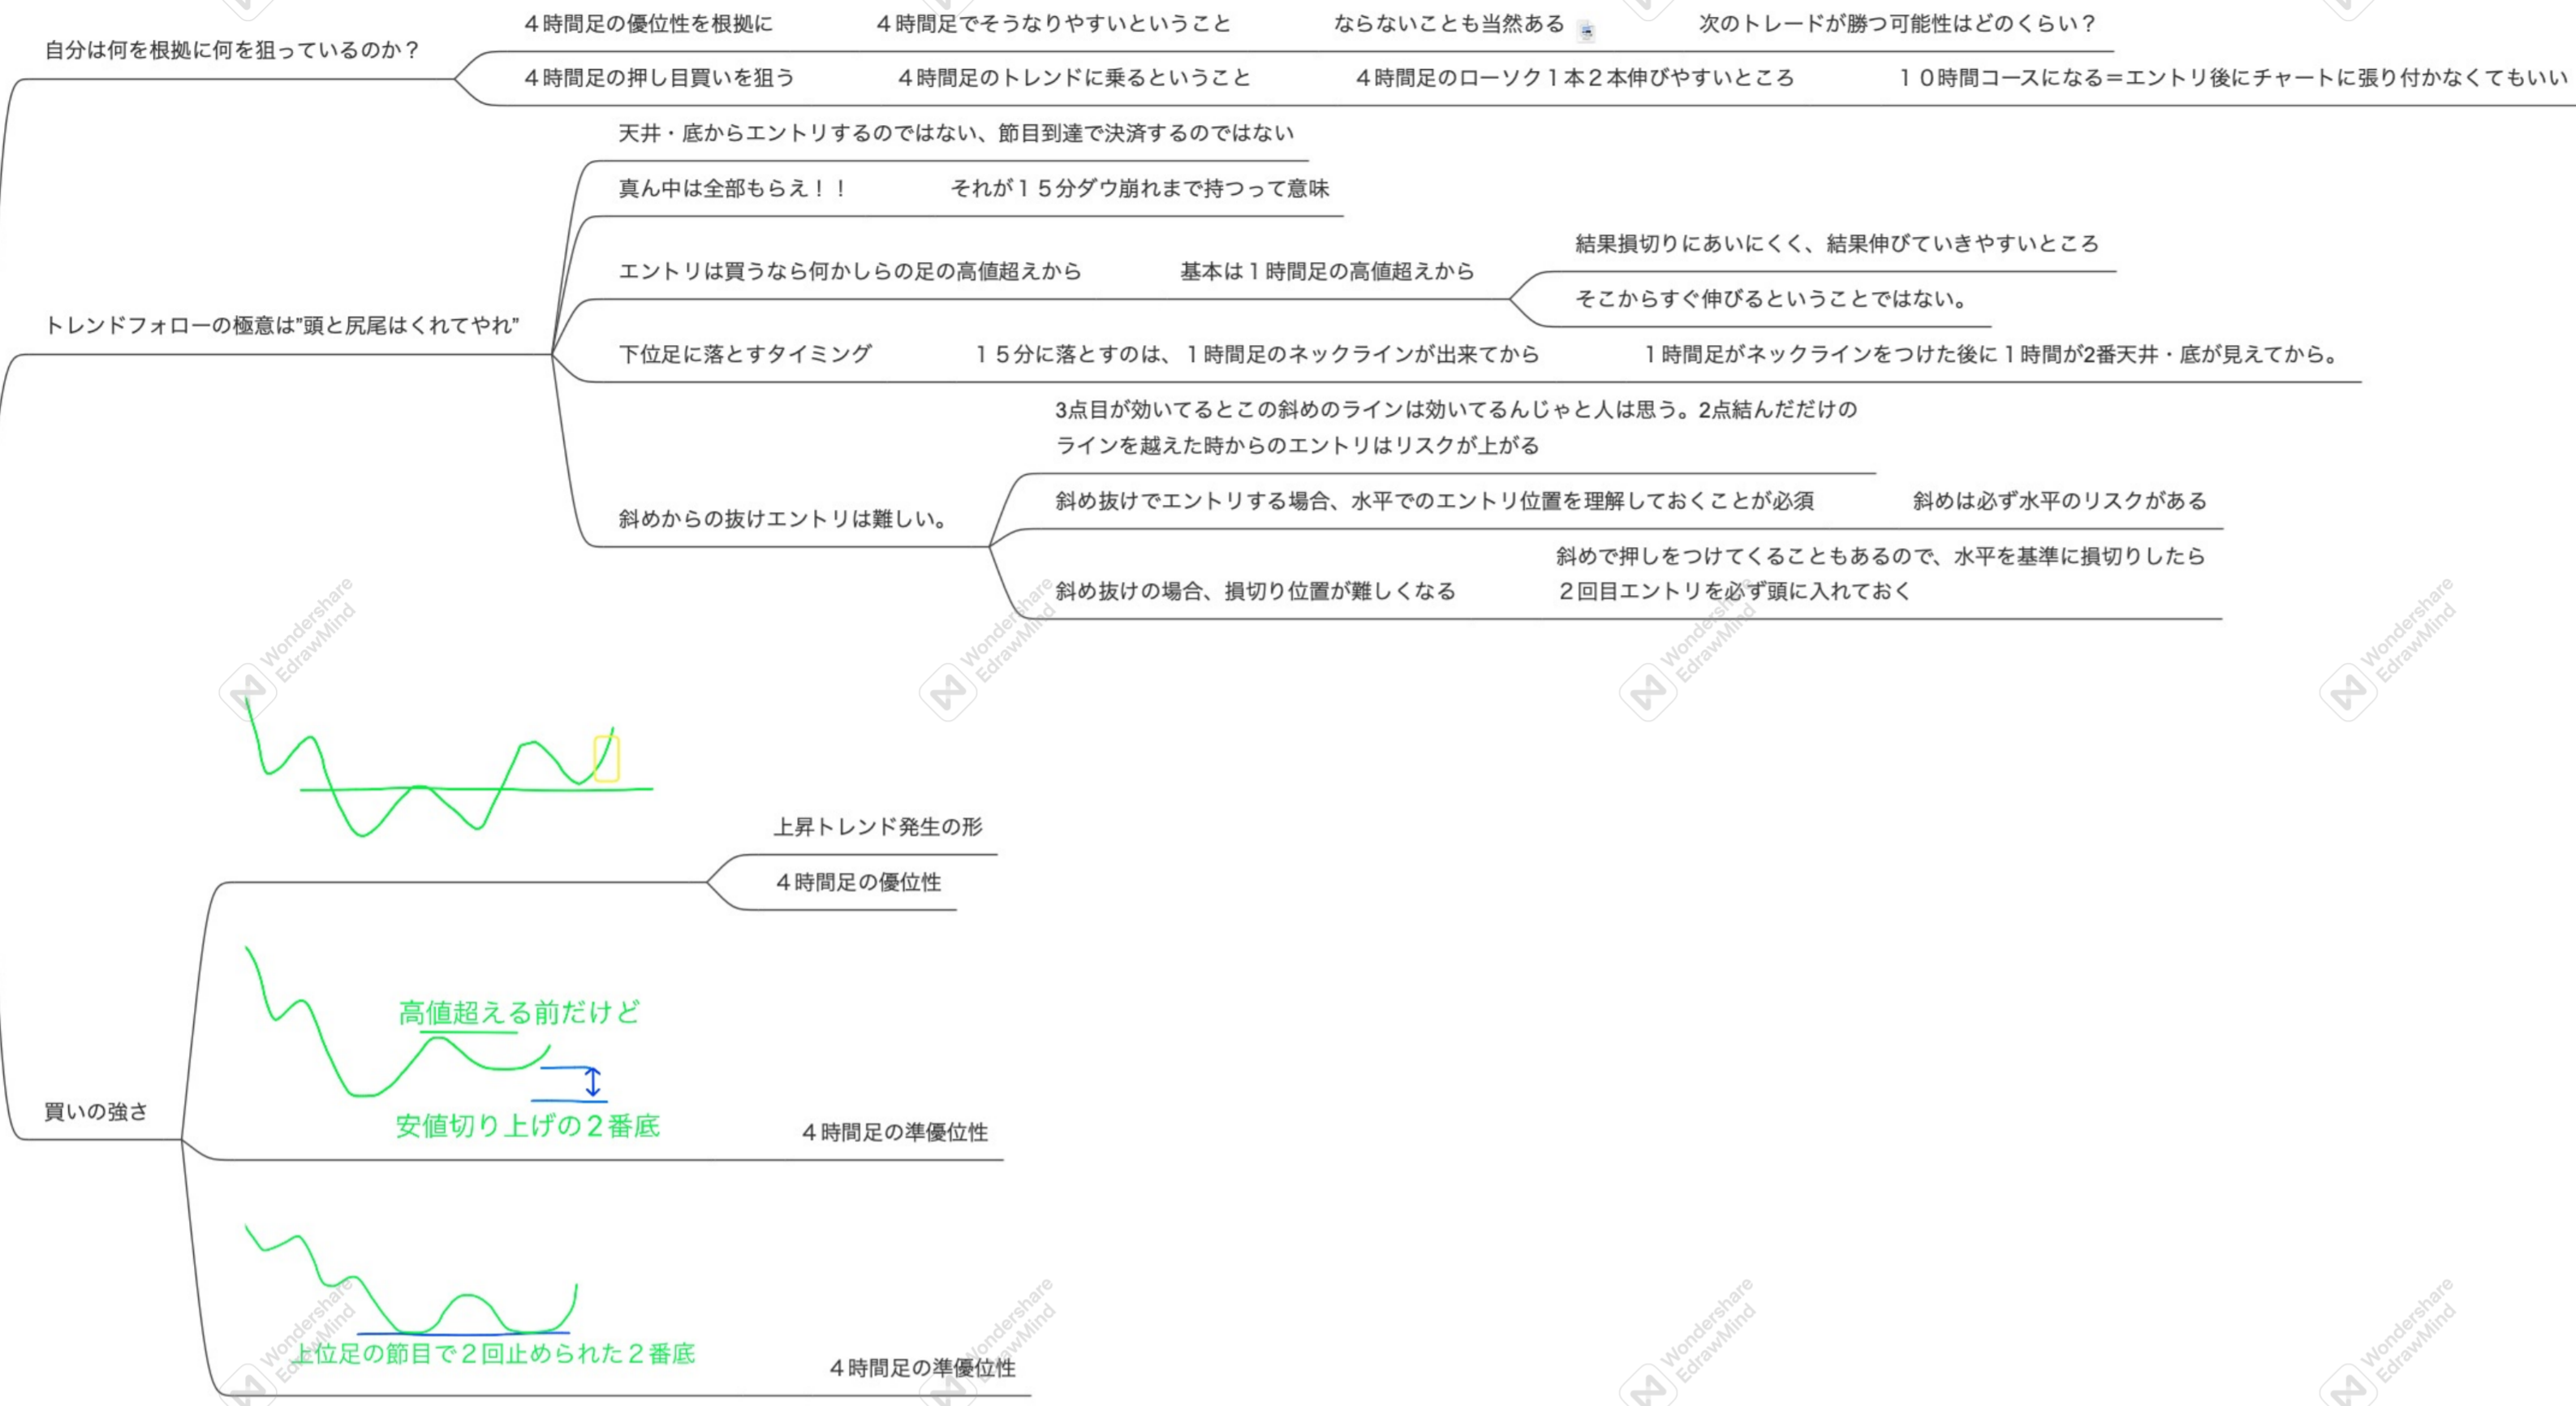 ４時間足の優位性を根拠に　４時間足でそうなりやすいということ　ならないことも当然ある　次のトレードが勝つ可能性はどのくらい？
自分は何を根拠に何を狙っているのか？
４時間足の押し目買いを狙う　４時間足のトレンドに乗るということ　４時間足のローソク１本２本伸びやすいところ　１０時間コースになる＝エントリ後にチャートに張り付かなくてもいい
天井・底からエントリするのではない、節目到達で決済するのではない
真ん中は全部もらえ！！　それが１５分ダウ崩れまで持つって意味
結果損切りにあいにくく、結果伸びていきやすいところ
エントリは買うなら何かしらの足の高値超えから　基本は１時間足の高値超えから
そこからすぐ伸びるということではない。
トレンドフォローの極意は”頭と尻尾はくれてやれ”
下位足に落とすタイミング　１５分に落とすのは、１時間足のネックラインが出来てから　１時間足がネックラインをつけた後に１時間が2番天井・底が見えてから。
3点目が効いてるとこの斜めのラインは効いてるんじゃと人は思う。2点結んだだけの
ラインを越えた時からのエントリはリスクが上がる
斜め抜けでエントリする場合、水平でのエントリ位置を理解しておくことが必須　斜めは必ず水平のリスクがある
斜めからの抜けエントリは難しい。
斜めで押しをつけてくることもあるので、水平を基準に損切りしたら
斜め抜けの場合、損切り位置が難しくなる　２回目エントリを必ず頭に入れておく
Wondershare
EdrawMind
Wondershare
EdrawMind
Wondershare
EdrawMind
Wondershare
EdrawMind
上昇トレンド発生の形
４時間足の優位性
高値超える前だけど
買いの強さ
安値切り上げの２番底
４時間足の準優位性
Wondershare
EdrawMind
Wondershare
EdrawMind
Wondershare
EdrawMind
Wondershare
EdrawMind
上位足の節目で２回止められた２番底
４時間足の準優位性